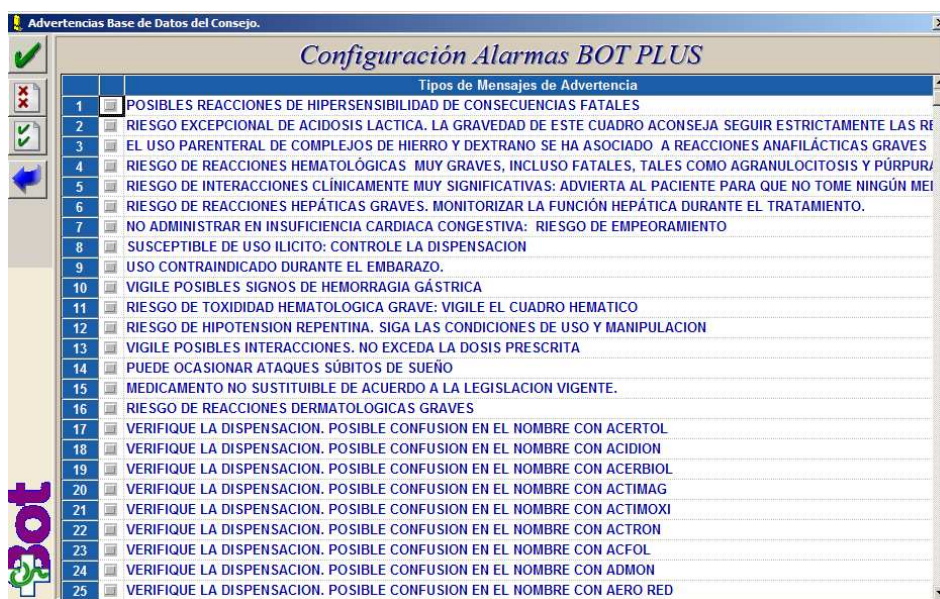 Advertencias Base de Datos del Consejo.
Configuración Alarmas BOT PLUS
Tipos de Mensajes de Advertencia
1 POSIBLES REACCIONES DE HIPERSENSIBILIDAD DE CONSECUENCIAS FATALES
2 RIESGO EXCEPCIONAL DE ACIDOSIS LACTICA. LA GRAVEDAD DE ESTE CUADRO ACONSEJA SEGUIR ESTRICTAMENTE LAS RE
3 EL USO PARENTERAL DE COMPLEJOS DE HIERRO Y DEXTRANO SE HA ASOCIADO A REACCIONES ANAFILÁCTICAS GRAVES
4 RIESGO DE REACCIONES HEMATOLÓGICAS MUY GRAVES, INCLUSO FATALES, TALES COMO AGRANULOCITOSIS Y PÚRPURA
5 RIESGO DE INTERACCIONES CLÍNICAMENTE MUY SIGNIFICATIVAS: ADVIERTA AL PACIENTE PARA QUE NO TOME NINGÚN MEI
6 RIESGO DE REACCIONES HEPÁTICAS GRAVES. MONITORIZAR LA FUNCIÓN HEPÁTICA DURANTE EL TRATAMIENTO.
7 NO ADMINISTRAR EN INSUFICIENCIA CARDIACA CONGESTIVA: RIESGO DE EMPEORAMIENTO
8 SUSCEPTIBLE DE USO ILICITO: CONTROLE LA DISPENSACION
9 USO CONTRAINDICADO DURANTE EL EMBARAZO.
10 VIGILE POSIBLES SIGNOS DE HEMORRAGIA GÁSTRICA
11 RIESGO DE TOXIDIDAD HEMATOLOGICA GRAVE: VIGILE EL CUADRO HEMATICO
12 RIESGO DE HIPOTENSION REPENTINA. SIGA LAS CONDICIONES DE USO Y MANIPULACION
13 VIGILE POSIBLES INTERACCIONES. NO EXCEDA LA DOSIS PRESCRITA
14 PUEDE OCASIONAR ATAQUES SÚBITOS DE SUEÑO
15 MEDICAMENTO NO SUSTITUIBLE DE ACUERDO A LA LEGISLACION VIGENTE.
16 RIESGO DE REACCIONES DERMATOLOGICAS GRAVES
17 VERIFIQUE LA DISPENSACION. POSIBLE CONFUSION EN EL NOMBRE CON ACERTOL
18 VERIFIQUE LA DISPENSACION. POSIBLE CONFUSION EN EL NOMBRE CON ACIDION
19 VERIFIQUE LA DISPENSACION. POSIBLE CONFUSION EN EL NOMBRE CON ACERBIOL
20 VERIFIQUE LA DISPENSACION. POSIBLE CONFUSION EN EL NOMBRE CON ACTIMAG
21 VERIFIQUE LA DISPENSACION. POSIBLE CONFUSION EN EL NOMBRE CON ACTIMOXI
22 VERIFIQUE LA DISPENSACION. POSIBLE CONFUSION EN EL NOMBRE CON ACTRON
23 VERIFIQUE LA DISPENSACION. POSIBLE CONFUSION EN EL NOMBRE CON ACFOL
24 VERIFIQUE LA DISPENSACION. POSIBLE CONFUSION EN EL NOMBRE CON ADMON
25 VERIFIQUE LA DISPENSACION. POSIBLE CONFUSION EN EL NOMBRE CON AERO RED
Bot